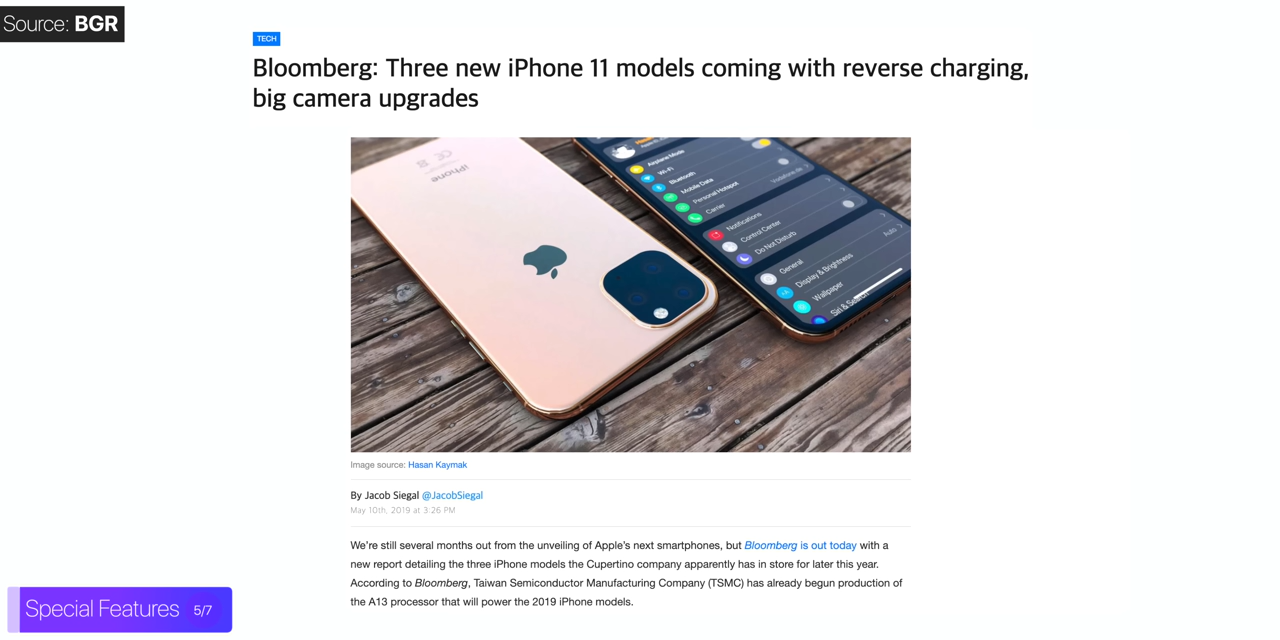 Source: BGR
TECH
Bloomberg: Three new iPhone 11 models coming with reverse charging,
big camera upgrades
iPhone
Airplane Mode
Wi-Fi
Bluetooth
Mobile Data
Personal Hotspot
Vodafone.de
Carrier
Notifications
Control Center
Do Not Disturb
General
Auto
Display & Brightness
Wallpaper
Siri & Search
Image source: Hasan Kaymak
By Jacob Siegal @JacobSiegal
May 10th, 2019 at 3:26 PM
We're still several months out from the unveiling of Apple's next smartphones, but Bloomberg is out today with a
new report detailing the three iPhone models the Cupertino company apparently has in store for later this year.
According to Bloomberg, Taiwan Semiconductor Manufacturing Company (TSMC) has already begun production of
the A13 processor that will power the 2019 iPhone models.
Special Features 5/7